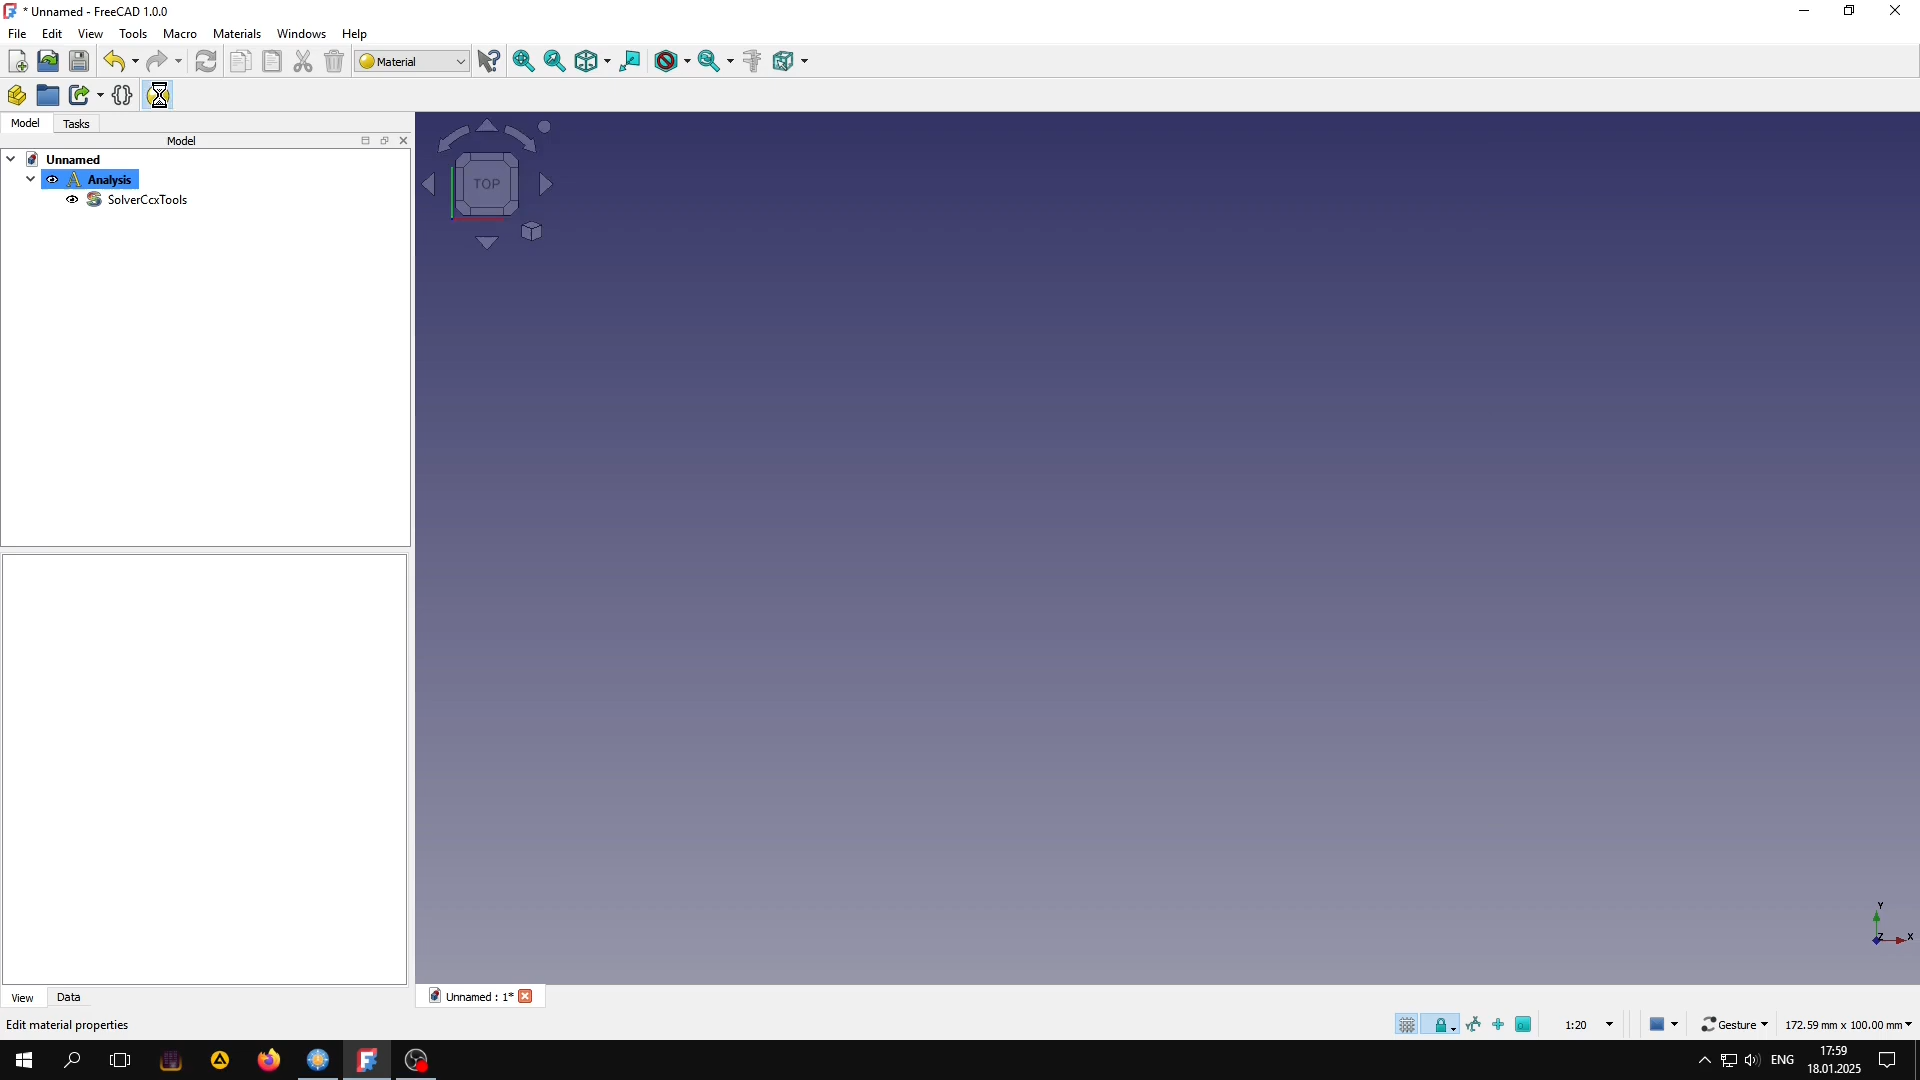 * Unnamed - FreeCAD 1.0.0
File Edit View Tools Macro Materials Windows Help
Material
Model Tasks
Model
Unnamed
Analysis
SolverCcxTools
TOP
Y
Z X
View Data
Unnamed : 1*
Edit material properties
1:20
Gesture
172.59 mm x 100.00 mm
ENG
17:59
18.01.2025